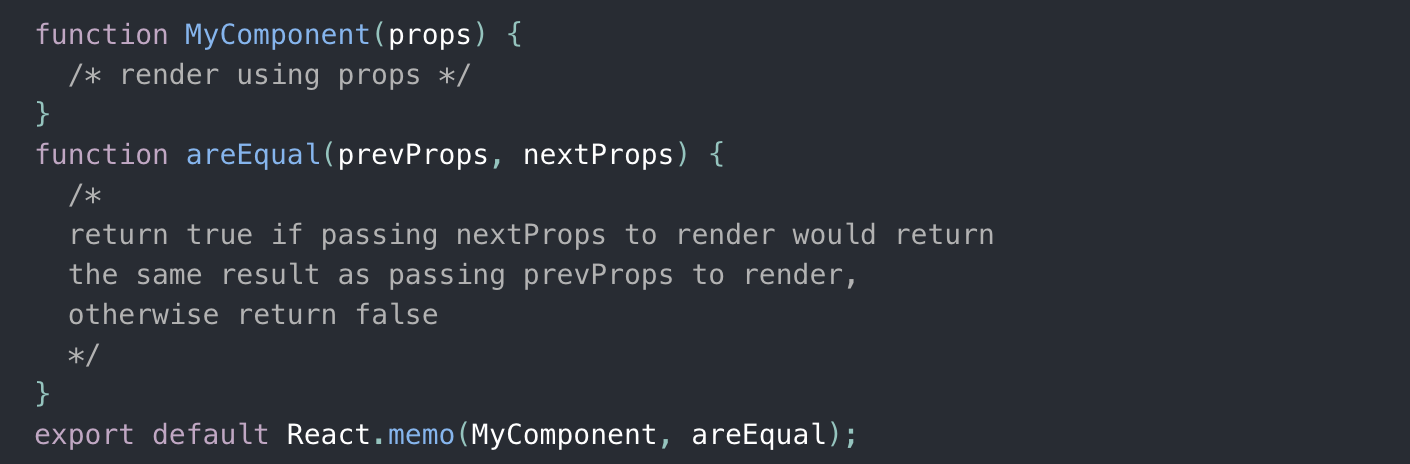 function MyComponent(props) {
  /* render using props */
}
function areEqual(prevProps, nextProps) {
  /*
  return true if passing nextProps to render would return
  the same result as passing prevProps to render,
  otherwise return false
  */
}
export default React.memo(MyComponent, areEqual);